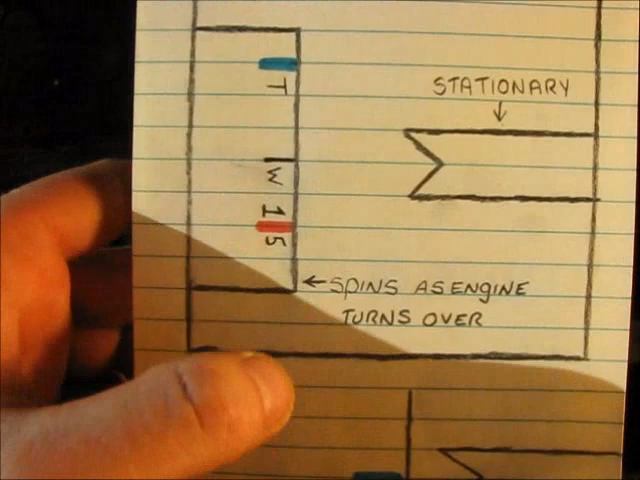 STATIONARY
T
W
15
SPINS AS ENGINE
TURNS OVER